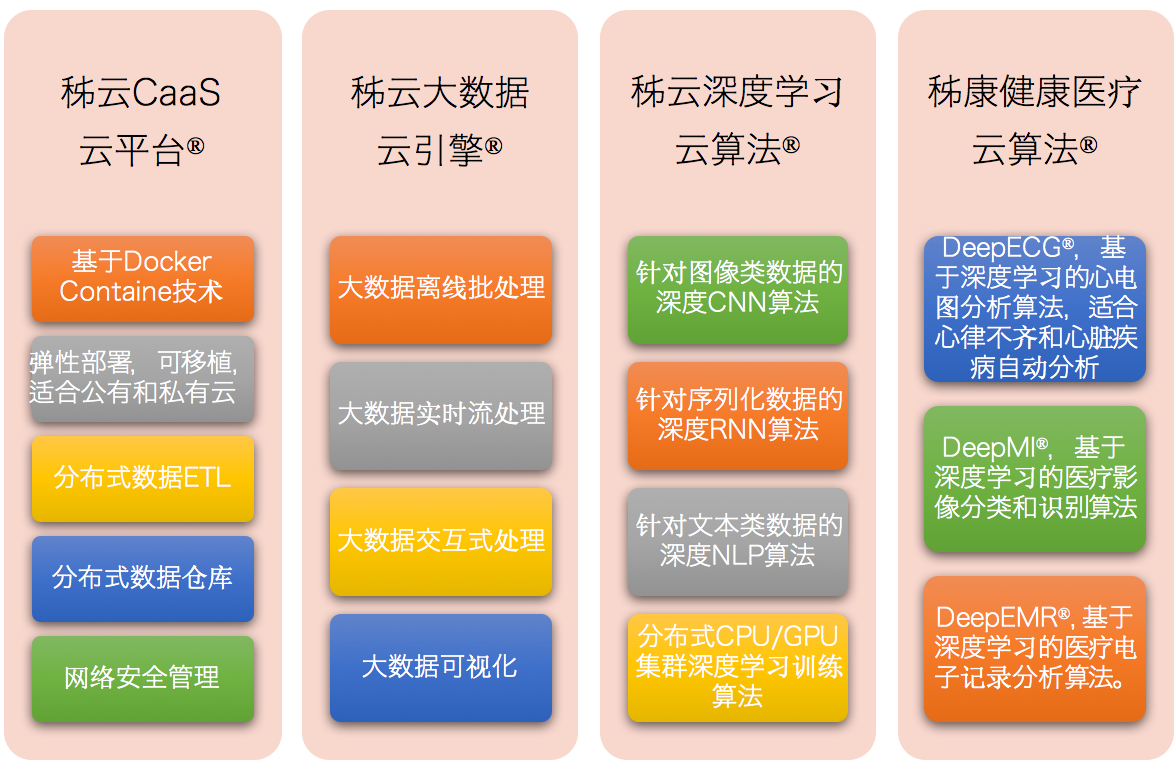 秭云CaaS
云平台®
基于Docker
Containe技术
弹性部署，可移植，
适合公有和私有云
分布式数据ETL
分布式数据仓库
网络安全管理
秭云大数据
云引擎®
大数据离线批处理
大数据实时流处理
大数据交互式处理
大数据可视化
秭云深度学习
云算法®
针对图像类数据的
深度CNN算法
针对序列化数据的
深度RNN算法
针对文本类数据的
深度NLP算法
分布式CPU/GPU
集群深度学习训练
算法
秭康健康医疗
云算法®
DeepECG®，基
于深度学习的心电
图分析算法，适合
心律不齐和心脏疾
病自动分析
DeepMI®，基于
深度学习的医疗影
像分类和识别算法
DeepEMR®,基于
深度学习的医疗电
子记录分析算法。